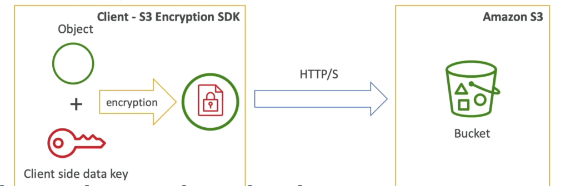 Client - S3 Encryption SDK
Object
+
encryption
Client side data key
HTTP/S
Amazon S3
Bucket